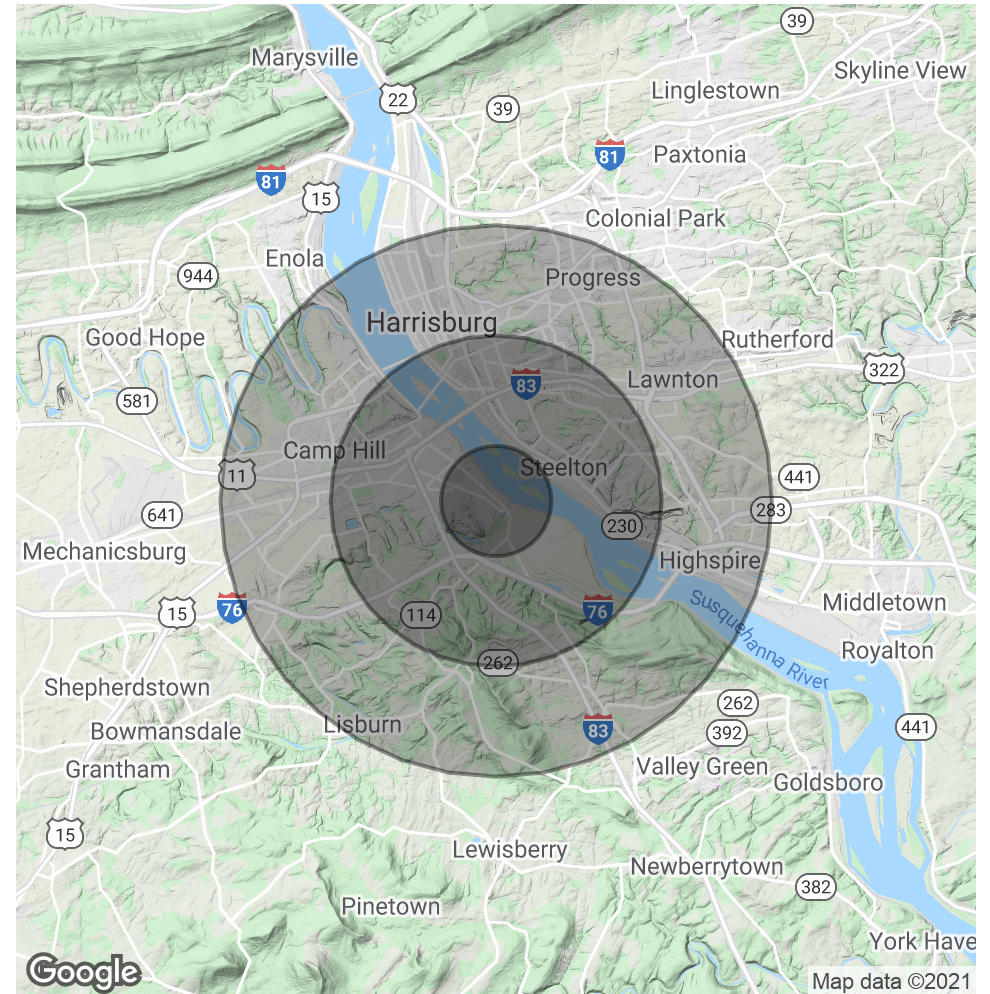 39
Marysville
Skyline View
Linglestown
22
39
81
Paxtonia
81
15
Colonial Park
Enola
944
Progress
Harrisburg
Good Hope
Rutherford
322
83
Lawnton
581
Camp Hill
Steelton
11
441
283
641
230
Mechanicsburg
Highspire
76
15
114
76
Susquehanna River
Middletown
Royalton
262
Shepherdstown
262
Lisburn
Bowmansdale
83
392
441
Grantham
Valley Green
Goldsboro
15
Lewisberry
Newberrytown
382
Pinetown
York Have
Google
Map data ©2021